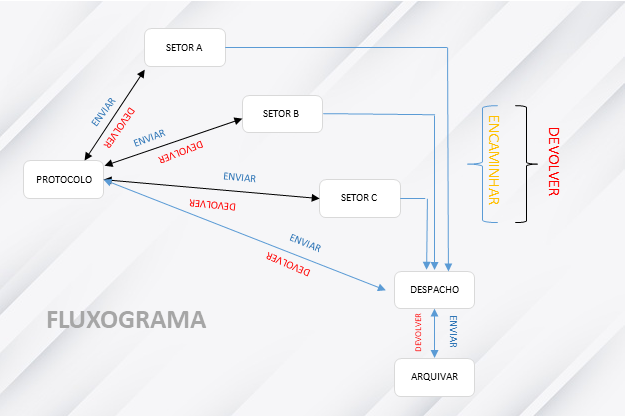 SETOR A
ENVIAR
DEVOLVER
SETOR B
ENVIAR
DEVOLVER
PROTOCOLO
ENVIAR
DEVOLVER
SETOR C
ENVIAR
DEVOLVER
ENCAMINHAR
DEVOLVER
DESPACHO
FLUXOGRAMA
DEVOLVER
ENVIAR
ARQUIVAR